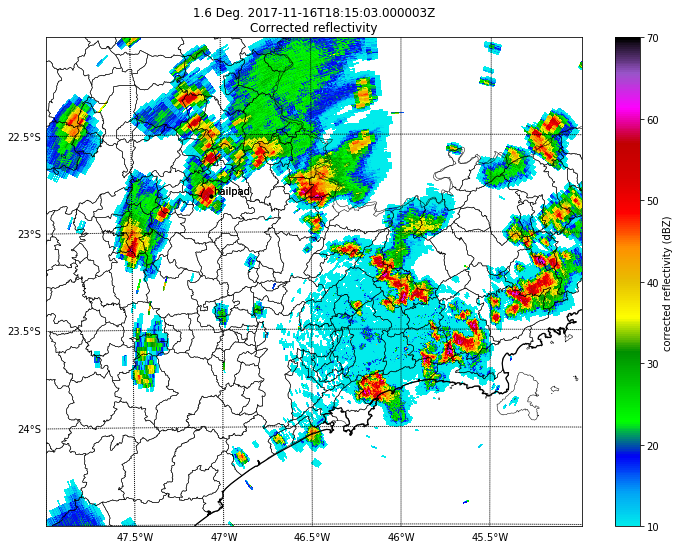 1.6 Deg. 2017-11-16T18:15:03.000003Z
Corrected reflectivity
70
60
50
40
30
20
10
corrected reflectivity (dBZ)
22.5°S
23°S
23.5°S
24°S
hailpad
47.5°W
47°W
46.5°W
46°W
45.5°W